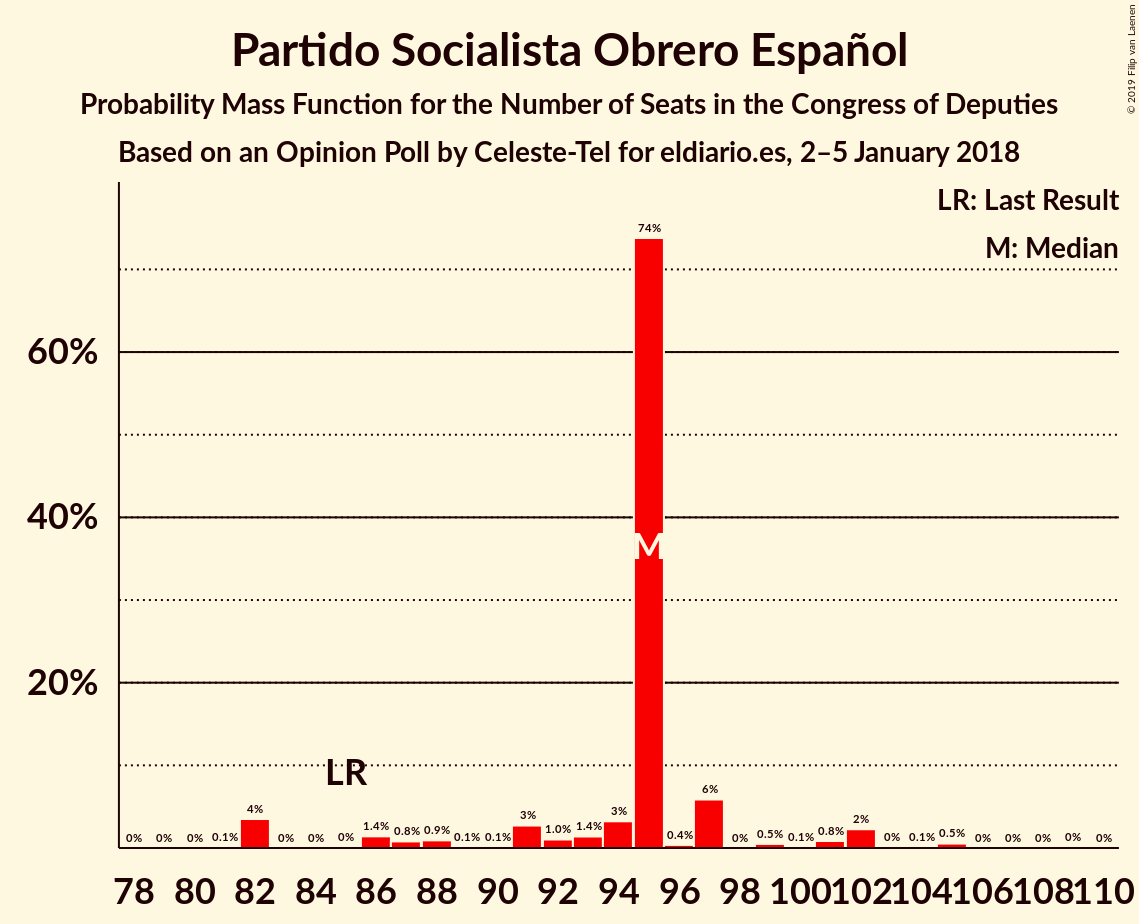 Partido Socialista Obrero Español
Probability Mass Function for the Number of Seats in the Congress of Deputies
Based on an Opinion Poll by Celeste-Tel for eldiario.es, 2–5 January 2018
© 2019 Filip van Laenen
LR: Last Result
M: Median
74%
60%
40%
M
20%
LR
0% 0% 0% 0.1% 4% 0% 0% 0% 1.4% 0.8% 0.9% 0.1% 0.1% 3% 1.0% 1.4% 3% 0.4% 6% 0% 0.5% 0.1% 0.8% 2% 0% 0.1% 0.5% 0% 0% 0% 0% 0%
78 80 82 84 86 88 90 92 94 96 98 100 102 104 106 108 110